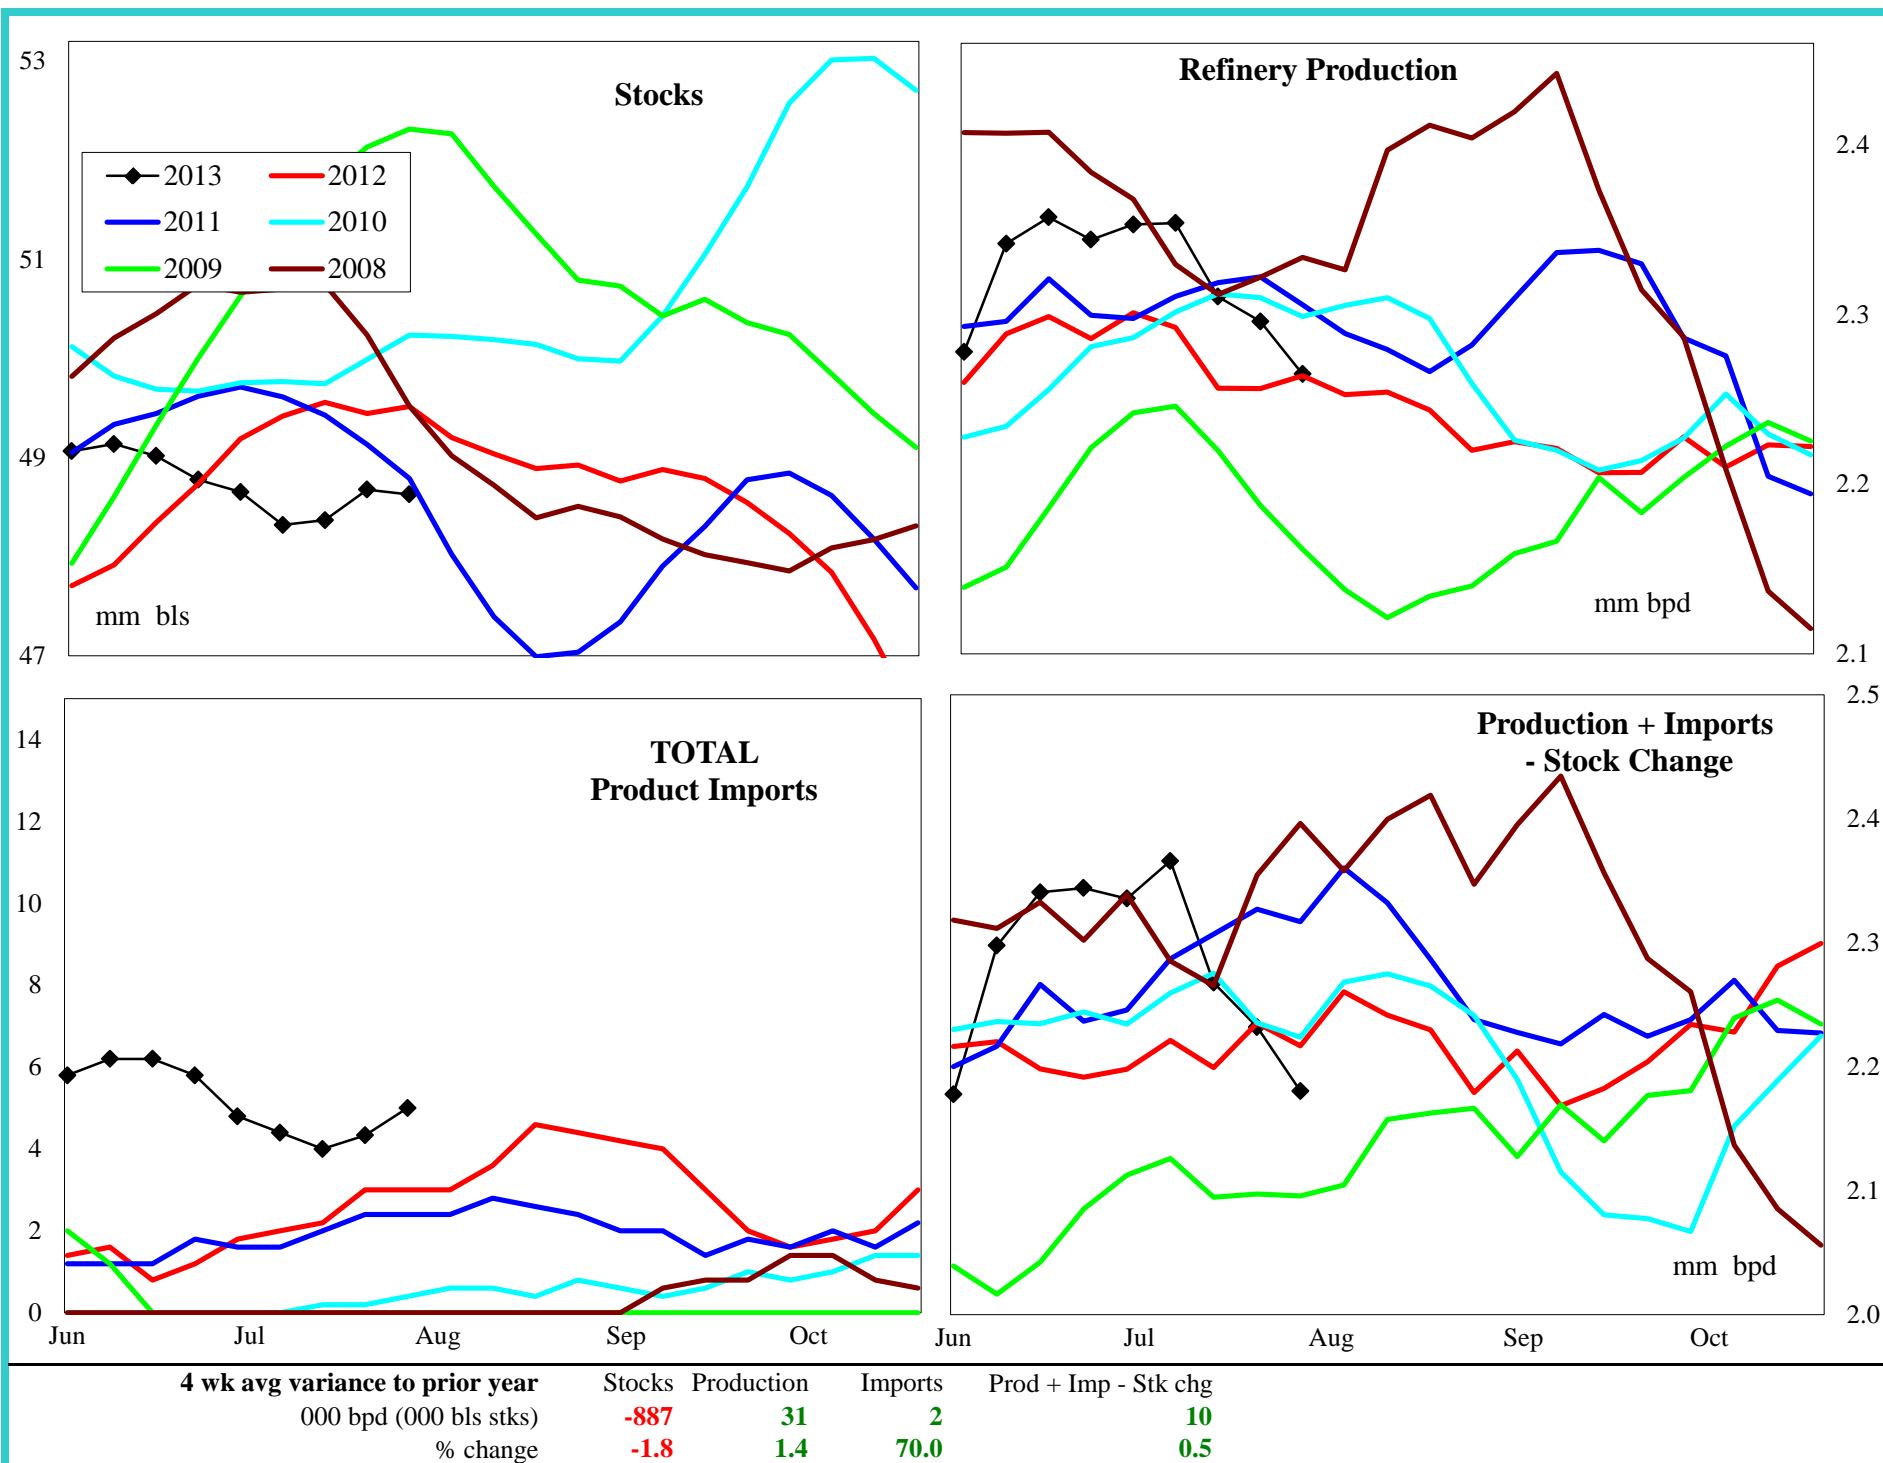 Stocks
53
51
49
47
2013 2012
2011 2010
2009 2008
mm bls
Refinery Production
2.4
2.3
2.2
2.1
mm bpd
TOTAL
Product Imports
14
12
10
8
6
4
2
0
Jun Jul Aug Sep Oct
Production + Imports
- Stock Change
2.5
2.4
2.3
2.2
2.1
2.0
mm bpd
Jun Jul Aug Sep Oct
4 wk avg variance to prior year Stocks Production Imports Prod + Imp - Stk chg
000 bpd (000 bls stks) -887 31 2 10
% change -1.8 1.4 70.0 0.5